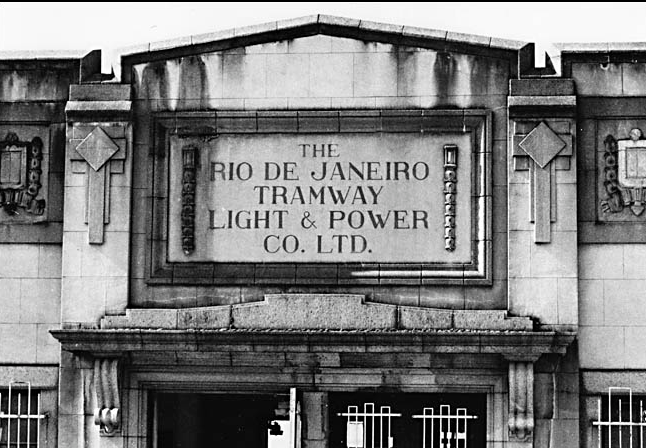 THE
RIO DE JANEIRO
TRAMWAY
LIGHT & POWER
CO. LTD.